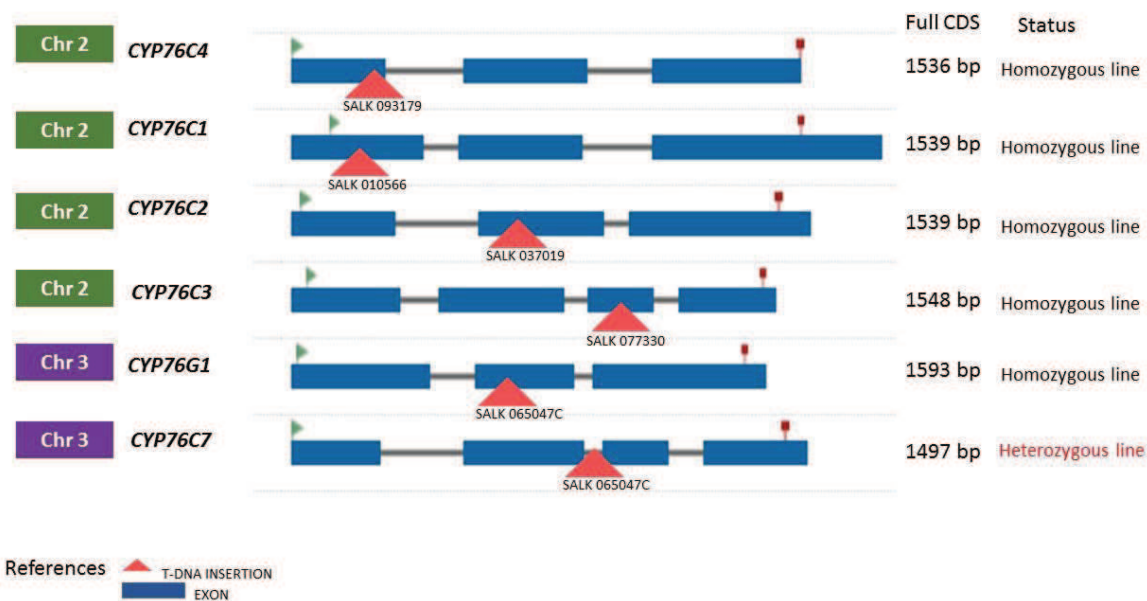 Full CDS Status
Chr 2 CYP76C4 1536 bp Homozygous line
SALK 093179
Chr 2 CYP76C1 1539 bp Homozygous line
SALK 010566
Chr 2 CYP76C2 1539 bp Homozygous line
SALK 037019
Chr 2 CYP76C3 1548 bp Homozygous line
SALK 077330
Chr 3 CYP76G1 1593 bp Homozygous line
SALK 065047C
Chr 3 CYP76C7 1497 bp Heterozygous line
SALK 065047C
References T-DNA INSERTION
EXON